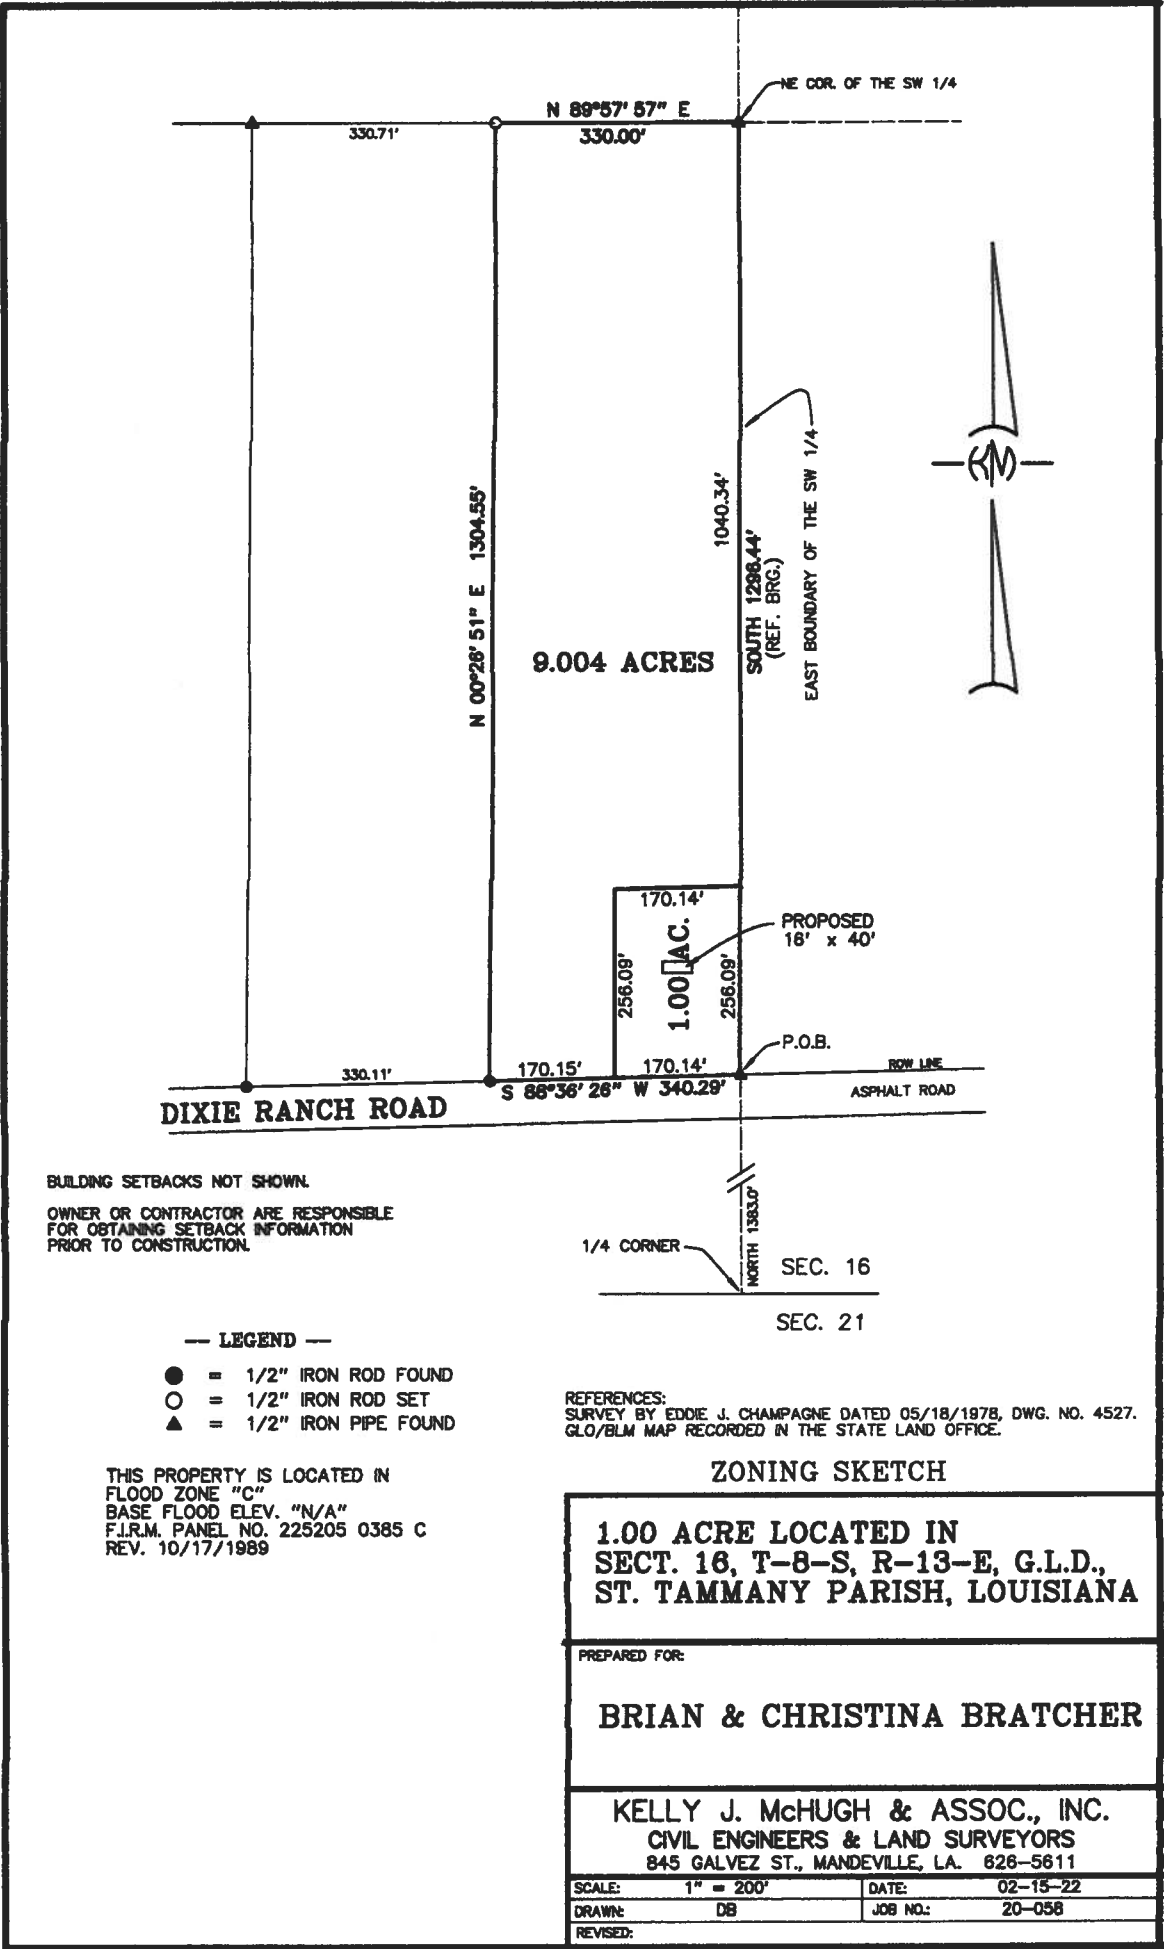 NE COR. OF THE SW 1/4
N 89°57' 57" E
330.71'
330.00'
N 00°26' 51" E 1304.55'
1040.34'
SOUTH 1296.44'
(REF. BRG.)
EAST BOUNDARY OF THE SW 1/4
KM
9.004 ACRES
170.14'
PROPOSED
16' x 40'
256.09'
1.00 AC.
256.09'
P.O.B.
330.11'
170.15'
170.14'
S 88°36' 26" W 340.29'
ROW LINE
ASPHALT ROAD
DIXIE RANCH ROAD
BUILDING SETBACKS NOT SHOWN.
OWNER OR CONTRACTOR ARE RESPONSIBLE
FOR OBTAINING SETBACK INFORMATION
PRIOR TO CONSTRUCTION.
1/4 CORNER
NORTH 1383.0'
SEC. 16
SEC. 21
— LEGEND —
● = 1/2" IRON ROD FOUND
○ = 1/2" IRON ROD SET
▲ = 1/2" IRON PIPE FOUND
REFERENCES:
SURVEY BY EDDIE J. CHAMPAGNE DATED 05/18/1978, DWG. NO. 4527.
GLO/BLM MAP RECORDED IN THE STATE LAND OFFICE.
THIS PROPERTY IS LOCATED IN
FLOOD ZONE "C"
BASE FLOOD ELEV. "N/A"
F.I.R.M. PANEL NO. 225205 0385 C
REV. 10/17/1989
ZONING SKETCH
1.00 ACRE LOCATED IN
SECT. 16, T-8-S, R-13-E, G.L.D.,
ST. TAMMANY PARISH, LOUISIANA
PREPARED FOR:
BRIAN & CHRISTINA BRATCHER
KELLY J. McHUGH & ASSOC., INC.
CIVIL ENGINEERS & LAND SURVEYORS
845 GALVEZ ST., MANDEVILLE, LA. 626-5611
SCALE: 1" = 200' DATE: 02-15-22
DRAWN: DB JOB NO.: 20-058
REVISED: